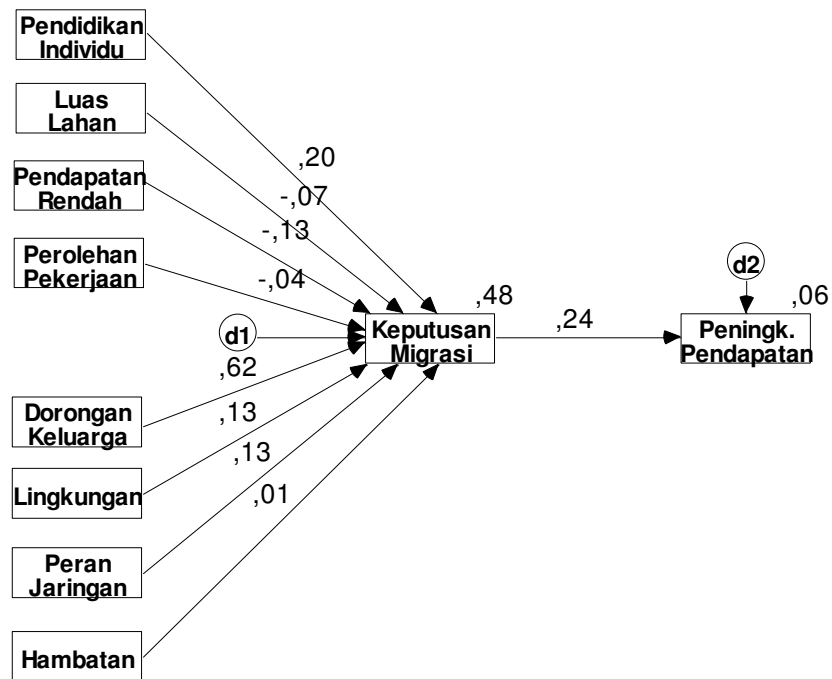 Pendidikan
Individu
Luas
Lahan
Pendapatan
Rendah
Perolehan
Pekerjaan
Dorongan
Keluarga
Lingkungan
Peran
Jaringan
Hambatan
,20
-,07
-,13
-,04
,62
,13
,13
,01
d1
,48
Keputusan
Migrasi
,24
d2
,06
Peningk.
Pendapatan